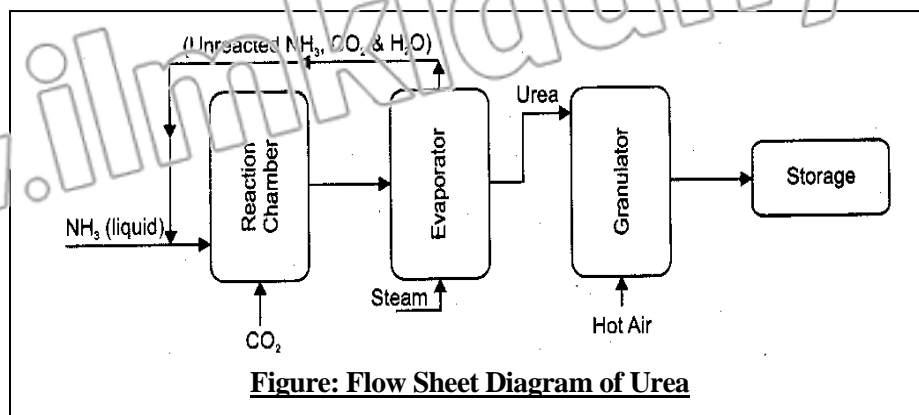 (Unreacted NH₃, CO₂ & H₂O)
Urea
Reaction
Chamber
Evaporator
Granulator
Storage
NH₃ (liquid)
Steam
CO₂
Hot Air
Figure: Flow Sheet Diagram of Urea